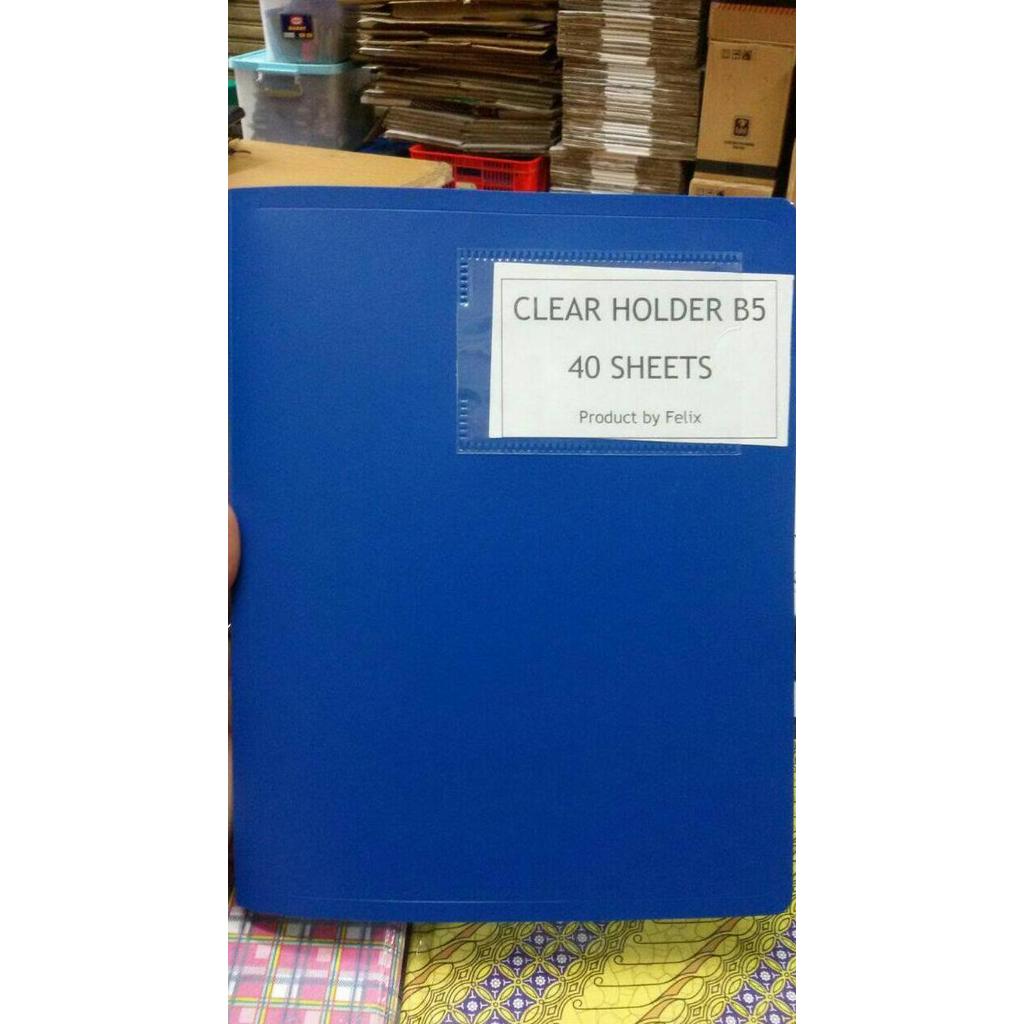 CLEAR HOLDER B5
40 SHEETS
Product by Felix